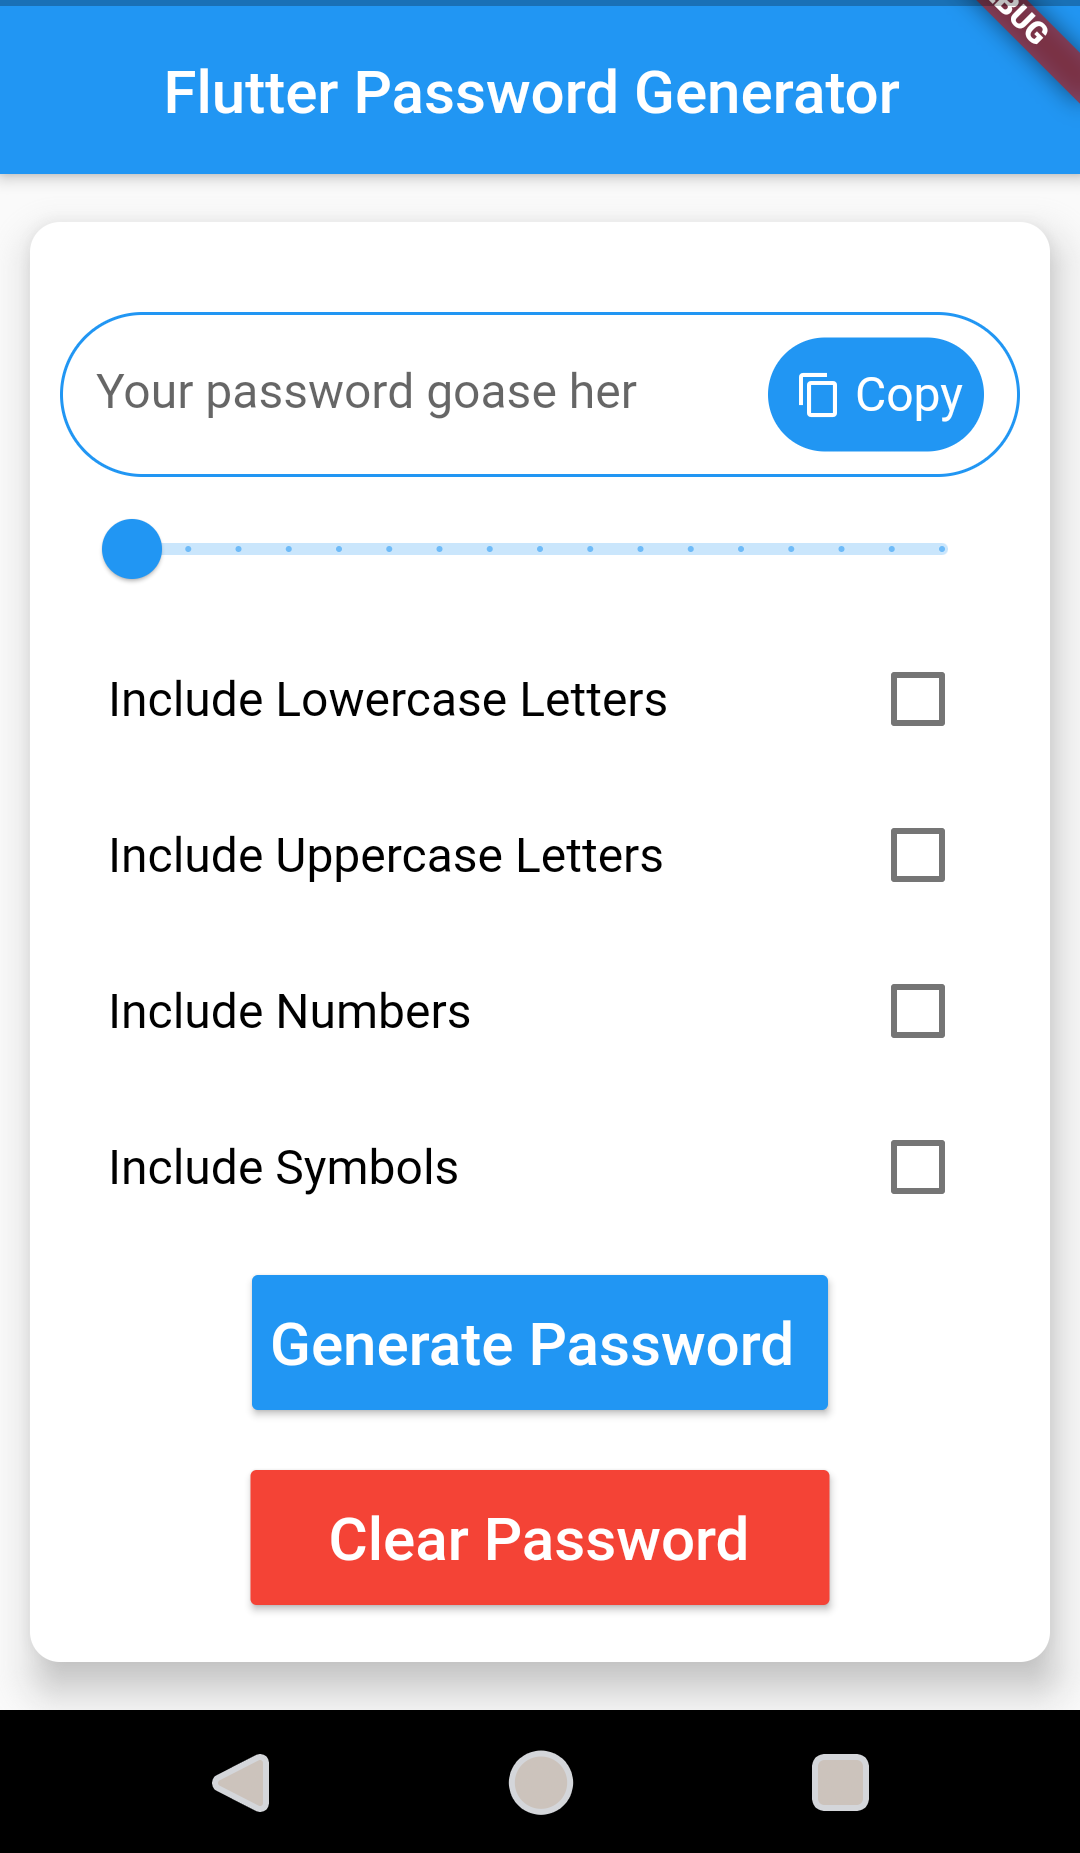 BUG
Flutter Password Generator
Your password goase her
Copy
Include Lowercase Letters
Include Uppercase Letters
Include Numbers
Include Symbols
Generate Password
Clear Password